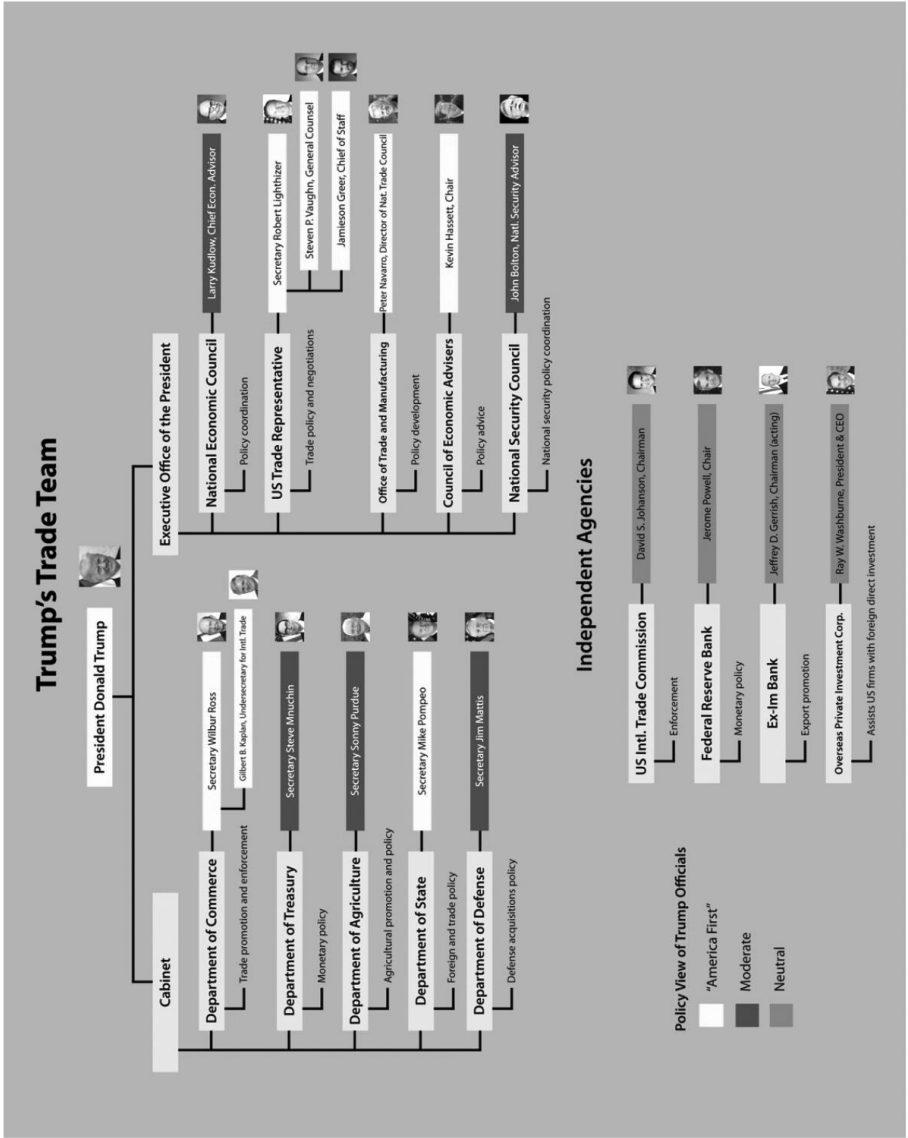 Trump's Trade Team
President Donald Trump
Cabinet
Department of Commerce
Secretary Wilbur Ross
Gilbert B. Kaplan, Undersecretary for Intl. Trade
Trade promotion and enforcement
Department of Treasury
Secretary Steve Mnuchin
Monetary policy
Department of Agriculture
Secretary Sonny Purdue
Agricultural promotion and policy
Department of State
Secretary Mike Pompeo
Foreign and trade policy
Department of Defense
Secretary Jim Mattis
Defense acquisitions policy
Executive Office of the President
National Economic Council
Larry Kudlow, Chief Econ. Advisor
Policy coordination
US Trade Representative
Secretary Robert Lighthizer
Steven P. Vaughn, General Counsel
Jamieson Greer, Chief of Staff
Trade policy and negotiations
Office of Trade and Manufacturing
Peter Navarro, Director of Nat. Trade Council
Policy development
Council of Economic Advisers
Kevin Hassett, Chair
Policy advice
National Security Council
John Bolton, Natl. Security Advisor
National security policy coordination
Independent Agencies
US Intl. Trade Commission
David S. Johanson, Chairman
Enforcement
Federal Reserve Bank
Jerome Powell, Chair
Monetary policy
Ex-Im Bank
Jeffrey D. Gerrish, Chairman (acting)
Export promotion
Overseas Private Investment Corp.
Ray W. Washburne, President & CEO
Assists US firms with foreign direct investment
Policy View of Trump Officials
"America First"
Moderate
Neutral